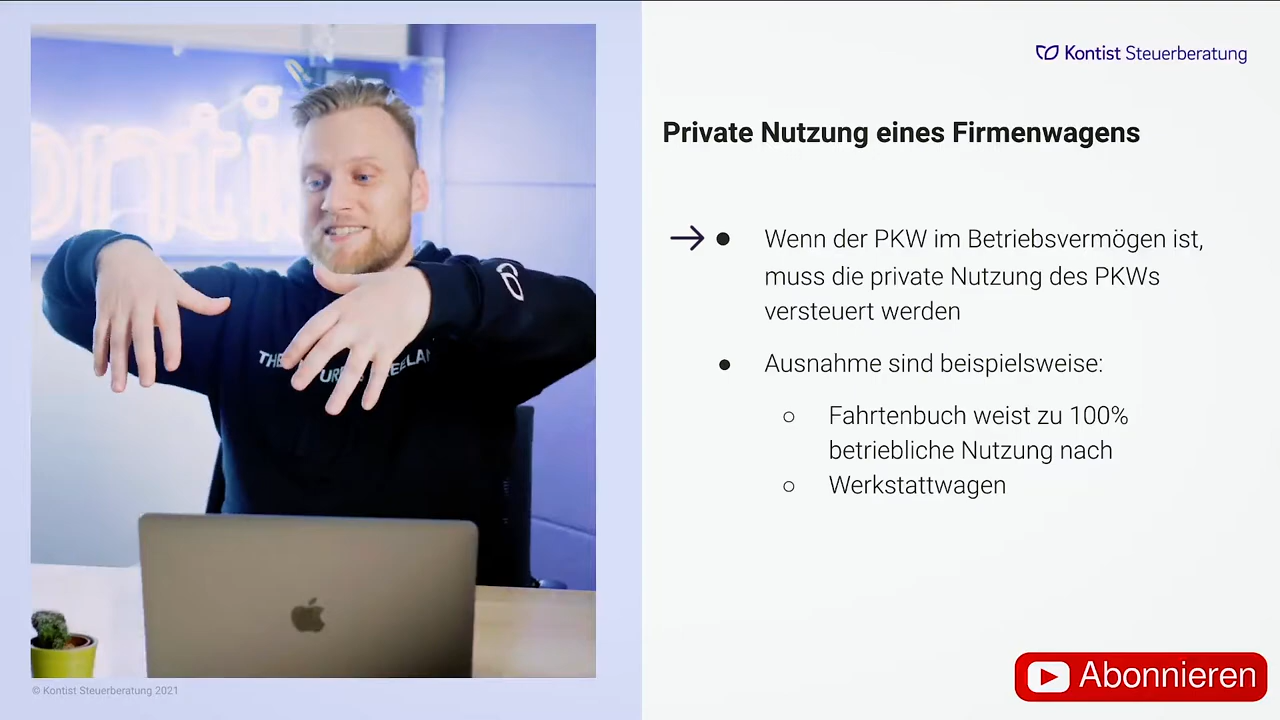 Kontist Steuerberatung
Private Nutzung eines Firmenwagens
→ ● Wenn der PKW im Betriebsvermögen ist,
muss die private Nutzung des PKWs
versteuert werden
● Ausnahme sind beispielsweise:
○ Fahrtenbuch weist zu 100%
betriebliche Nutzung nach
○ Werkstattwagen
© Kontist Steuerberatung 2021
Abonnieren